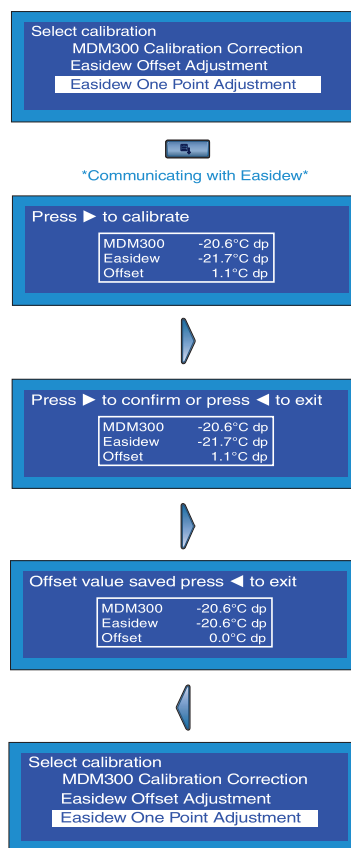 Select calibration
MDM300 Calibration Correction
Easidew Offset Adjustment
Easidew One Point Adjustment
*Communicating with Easidew*
Press ► to calibrate
MDM300 -20.6°C dp
Easidew -21.7°C dp
Offset 1.1°C dp
Press ► to confirm or press ◄ to exit
MDM300 -20.6°C dp
Easidew -21.7°C dp
Offset 1.1°C dp
Offset value saved press ◄ to exit
MDM300 -20.6°C dp
Easidew -20.6°C dp
Offset 0.0°C dp
Select calibration
MDM300 Calibration Correction
Easidew Offset Adjustment
Easidew One Point Adjustment